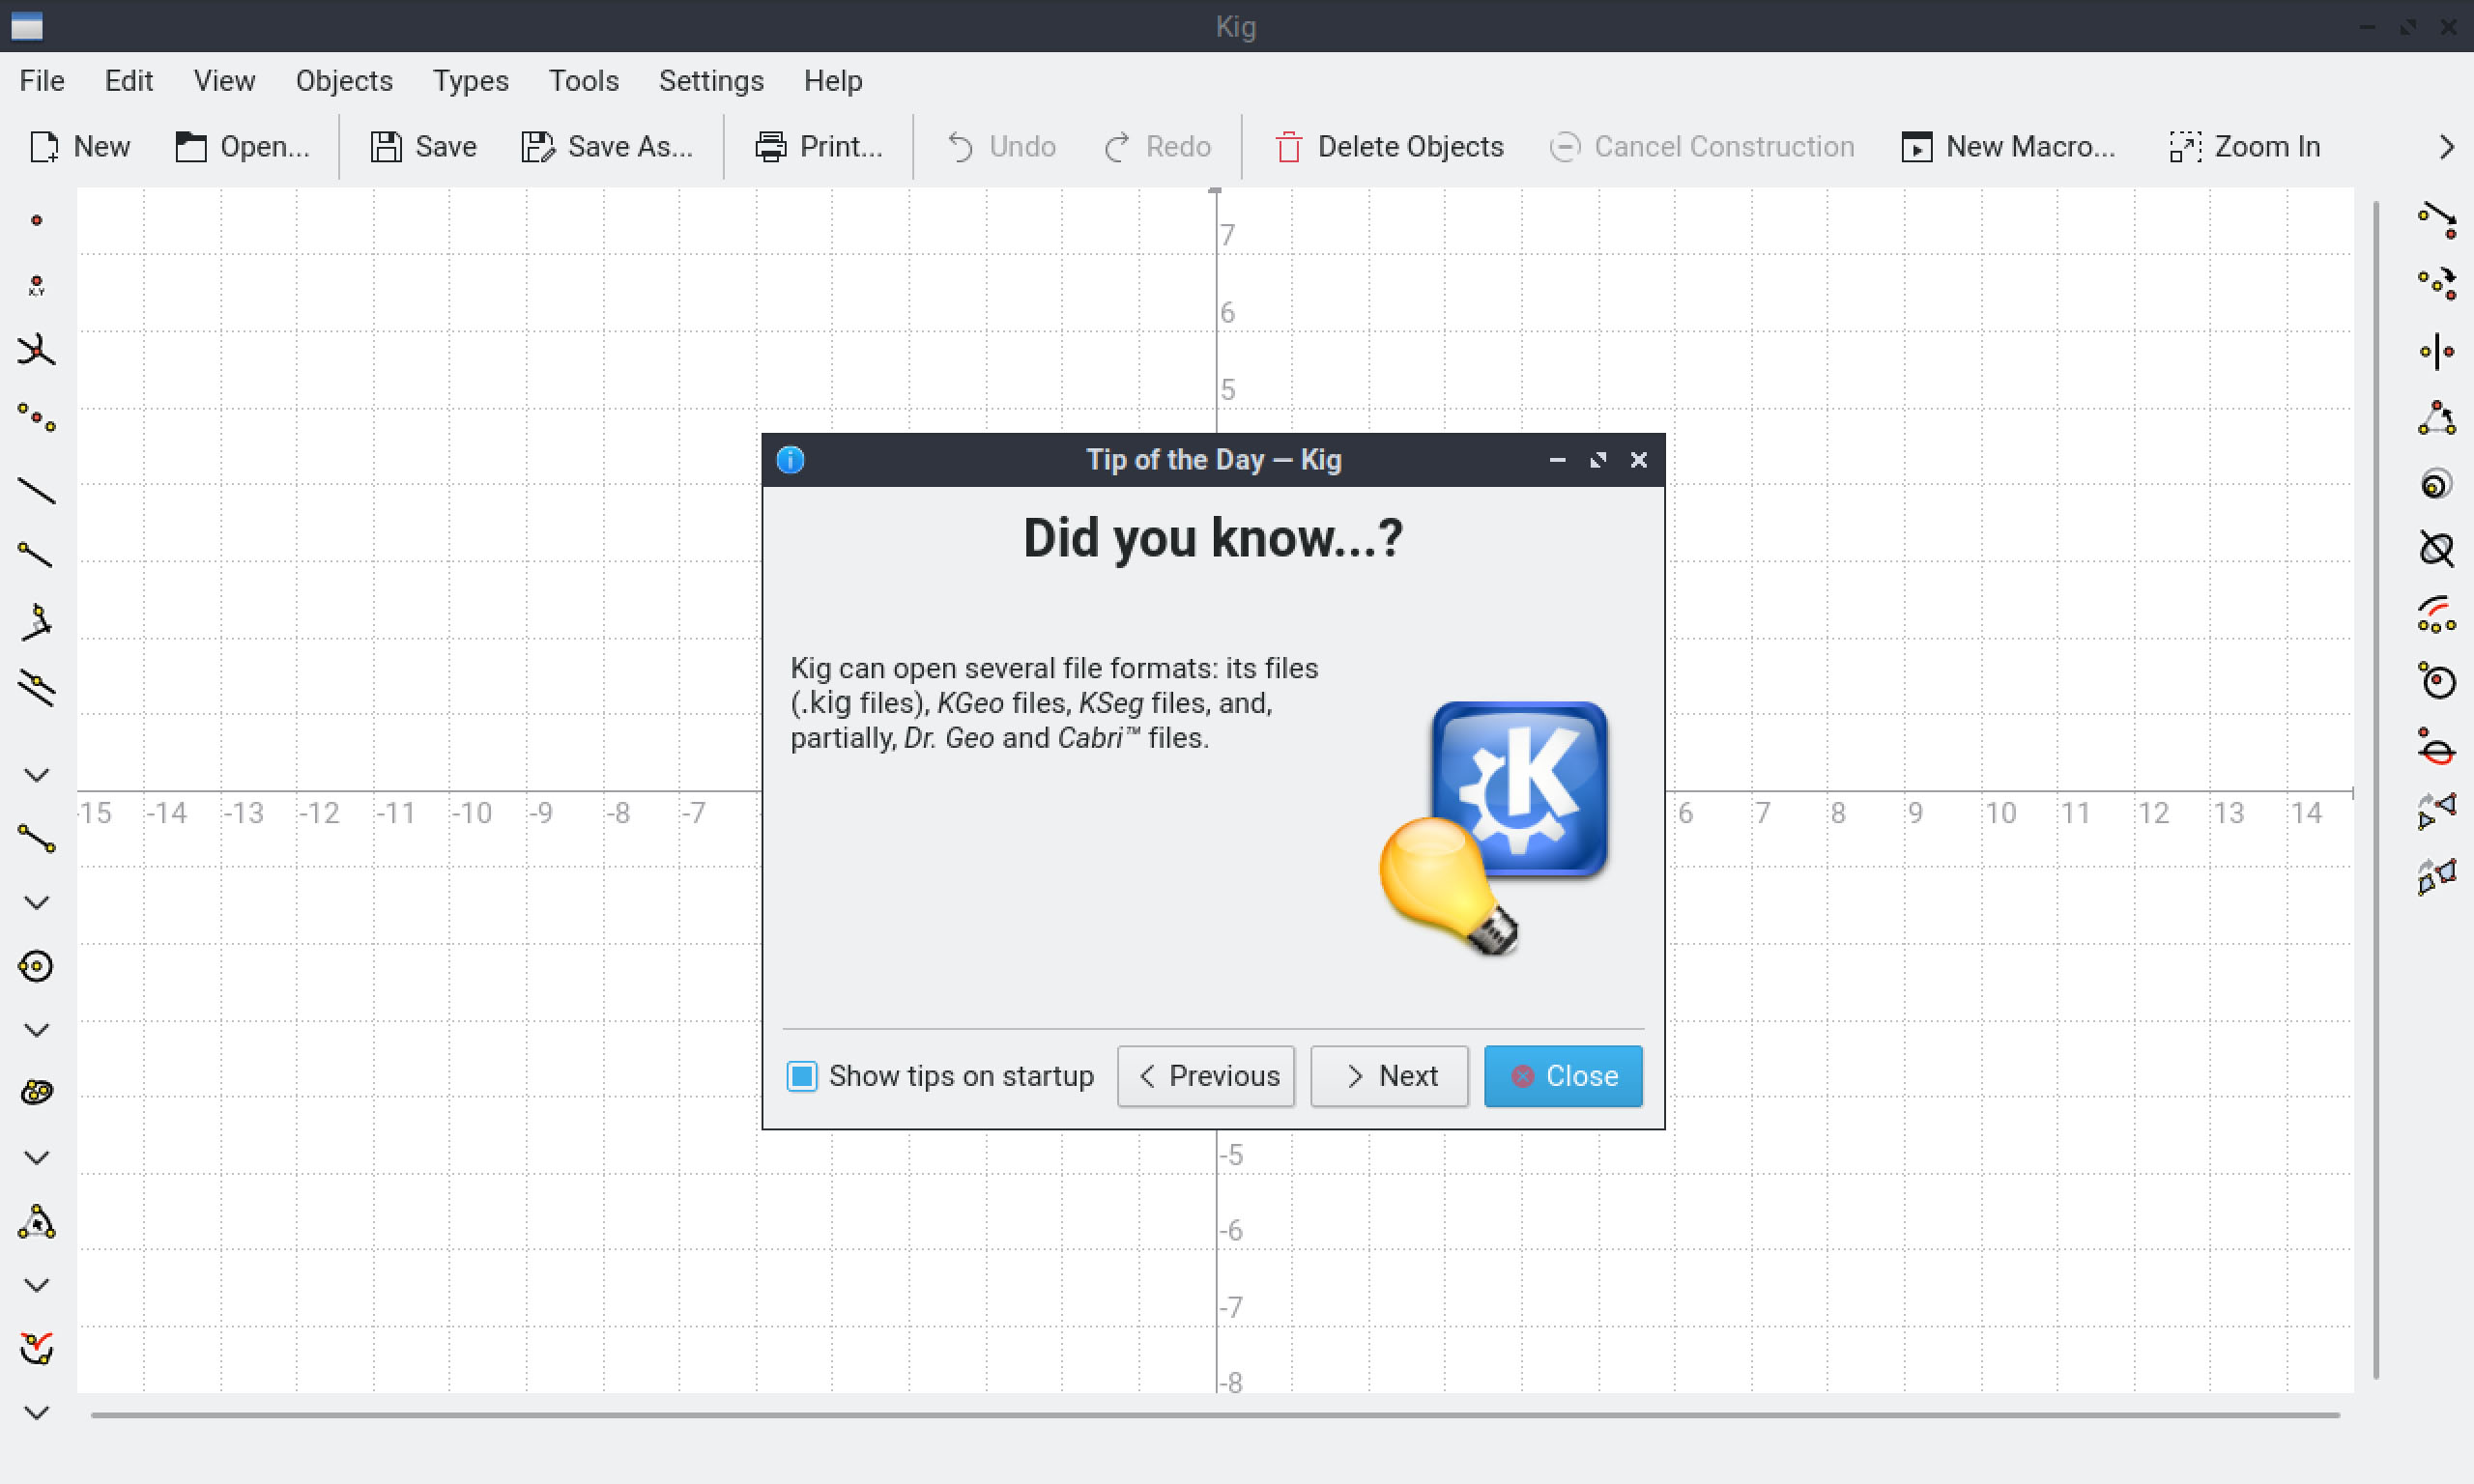 Kig
File Edit View Objects Types Tools Settings Help
New Open... Save Save As... Print... Undo Redo Delete Objects Cancel Construction New Macro... Zoom In
X,Y
7
6
5
Tip of the Day — Kig
Did you know...?
Kig can open several file formats: its files
(.kig files), KGeo files, KSeg files, and,
partially, Dr. Geo and Cabri™ files.
-15 -14 -13 -12 -11 -10 -9 -8 -7 6 7 8 9 10 11 12 13 14
Show tips on startup Previous Next Close
-5
-6
-7
-8